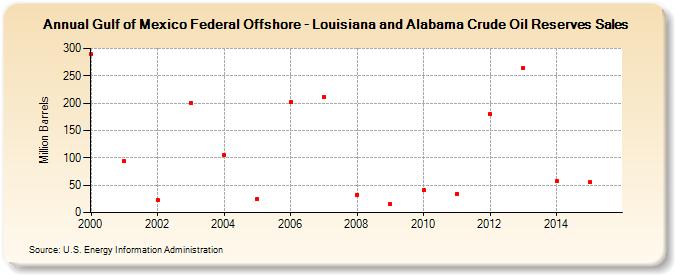 Annual Gulf of Mexico Federal Offshore - Louisiana and Alabama Crude Oil Reserves Sales
Million Barrels
300
250
200
150
100
50
0
2000 2002 2004 2006 2008 2010 2012 2014
Source: U.S. Energy Information Administration